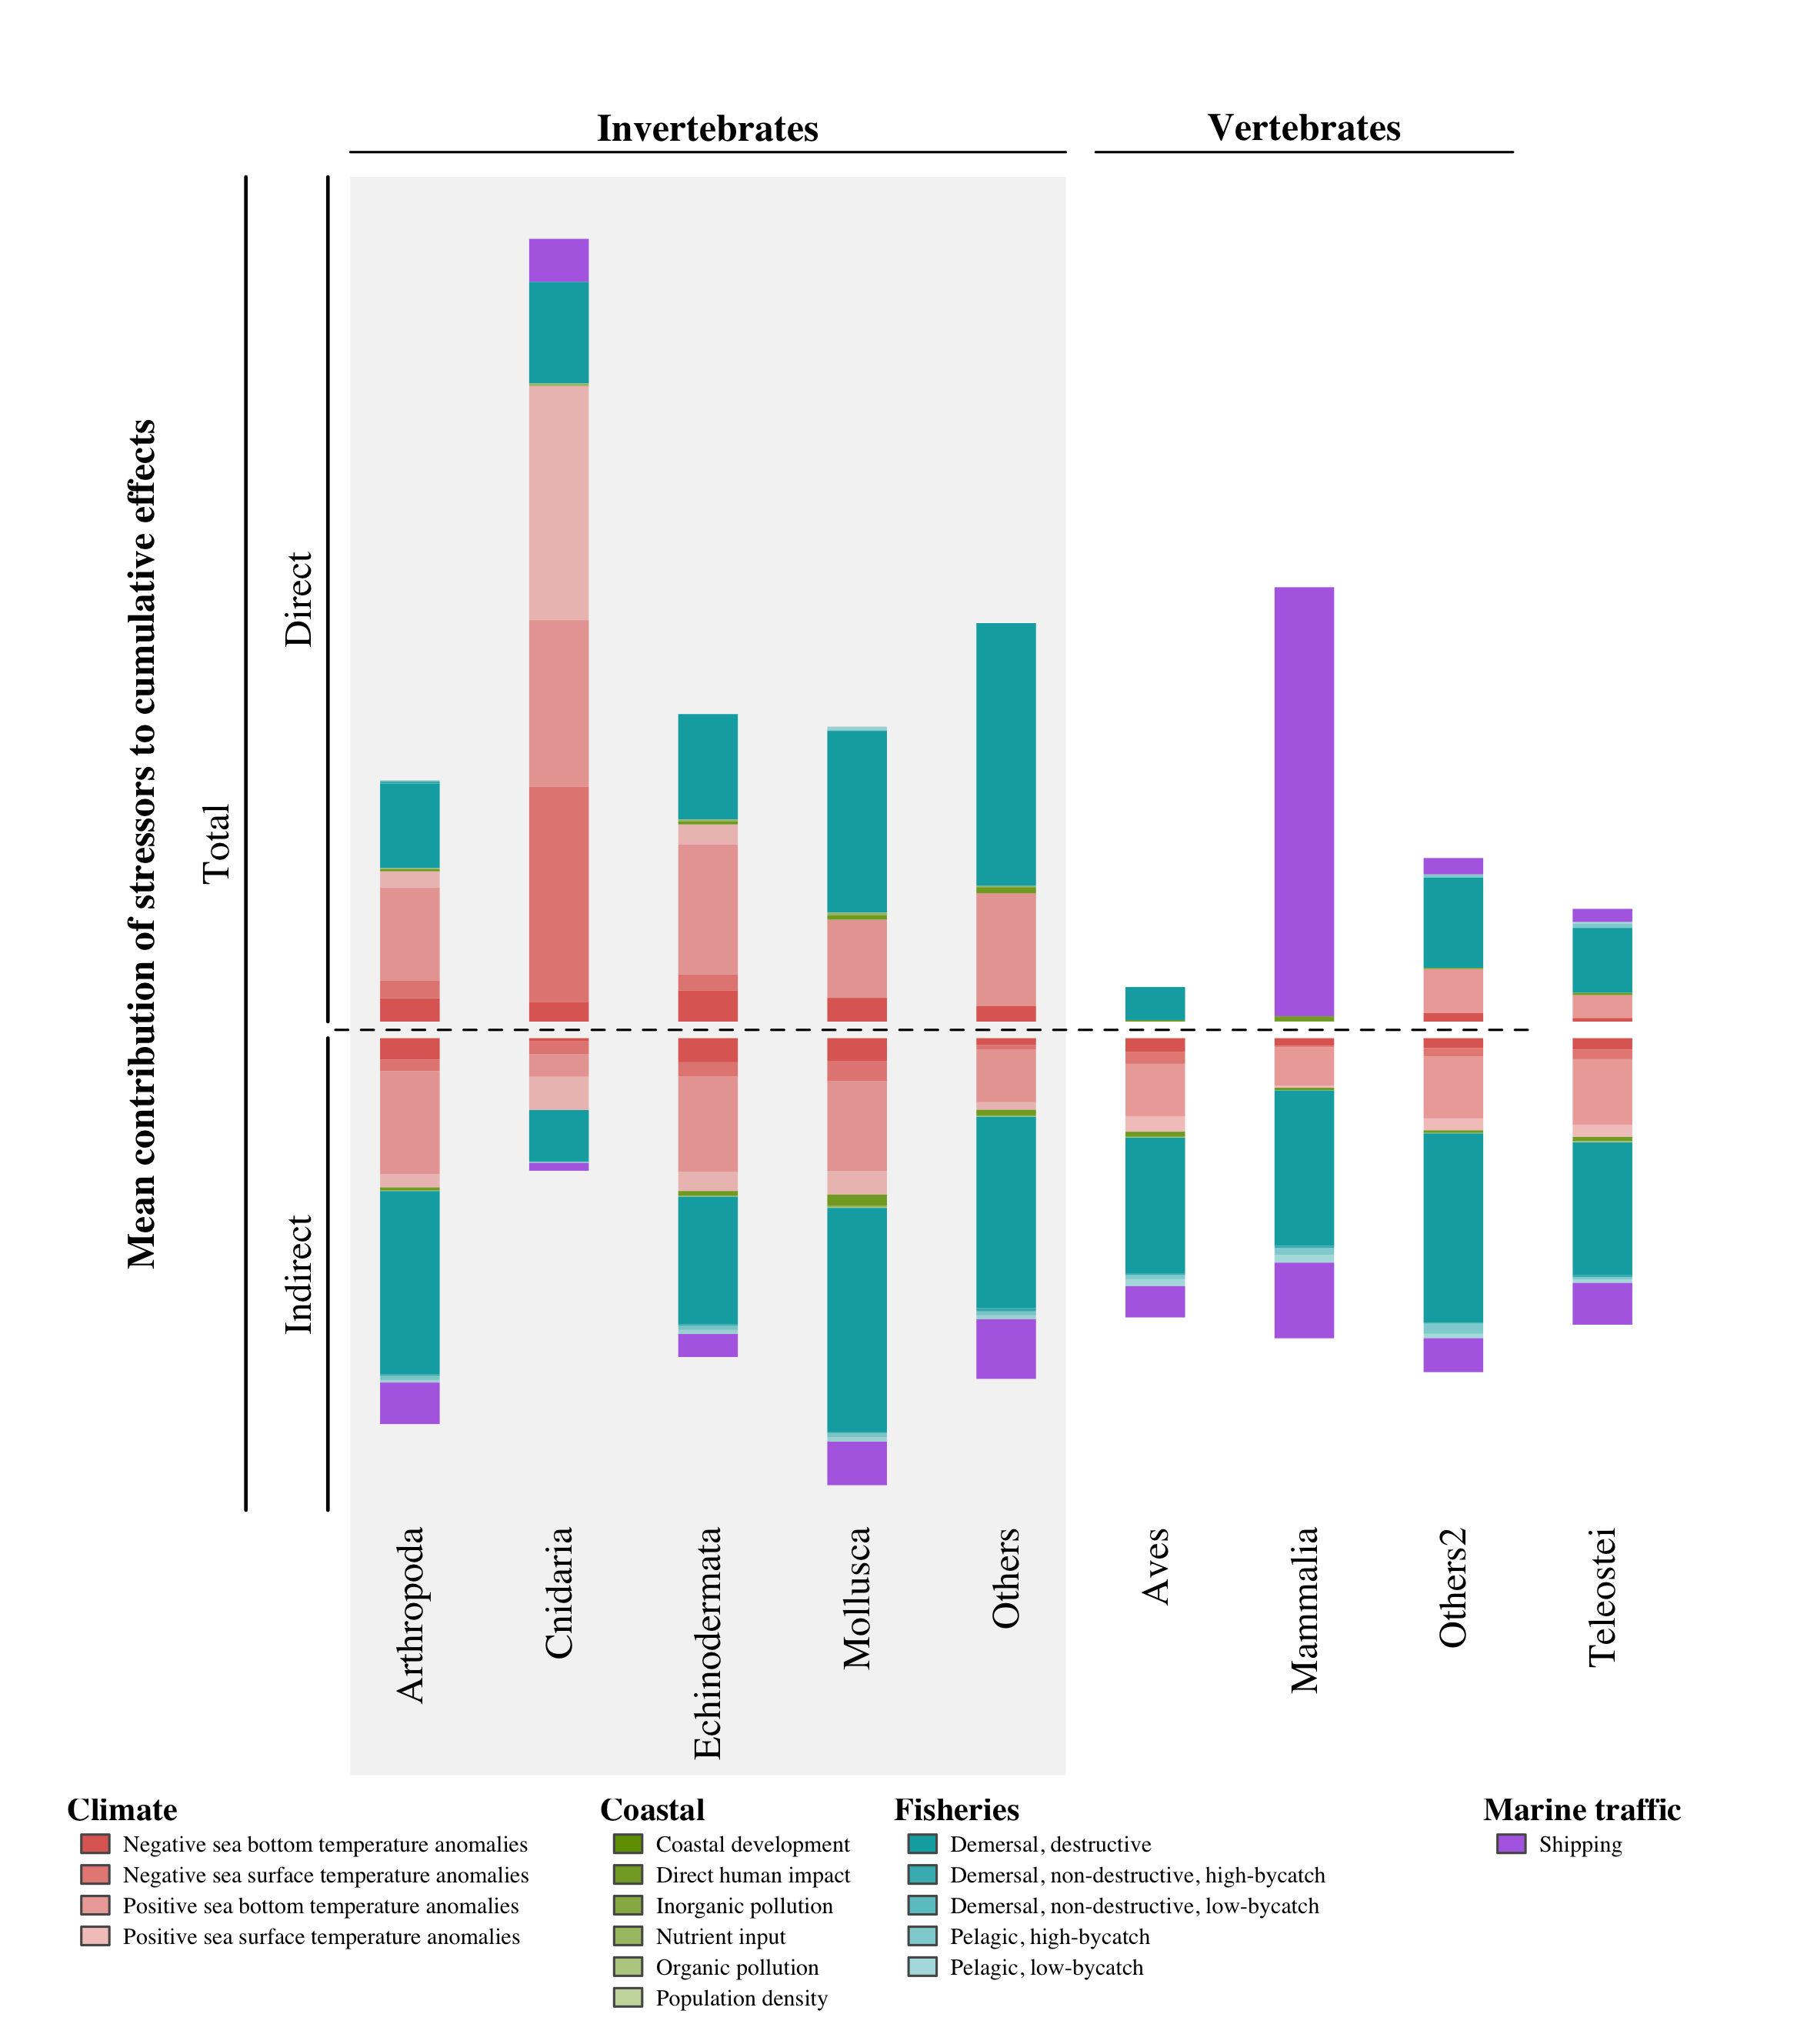 Invertebrates
Vertebrates
Mean contribution of stressors to cumulative effects
Total
Direct
Indirect
Arthropoda
Cnidaria
Echinodermata
Mollusca
Others
Aves
Mammalia
Others2
Teleostei
Climate
Negative sea bottom temperature anomalies
Negative sea surface temperature anomalies
Positive sea bottom temperature anomalies
Positive sea surface temperature anomalies
Coastal
Coastal development
Direct human impact
Inorganic pollution
Nutrient input
Organic pollution
Population density
Fisheries
Demersal, destructive
Demersal, non-destructive, high-bycatch
Demersal, non-destructive, low-bycatch
Pelagic, high-bycatch
Pelagic, low-bycatch
Marine traffic
Shipping